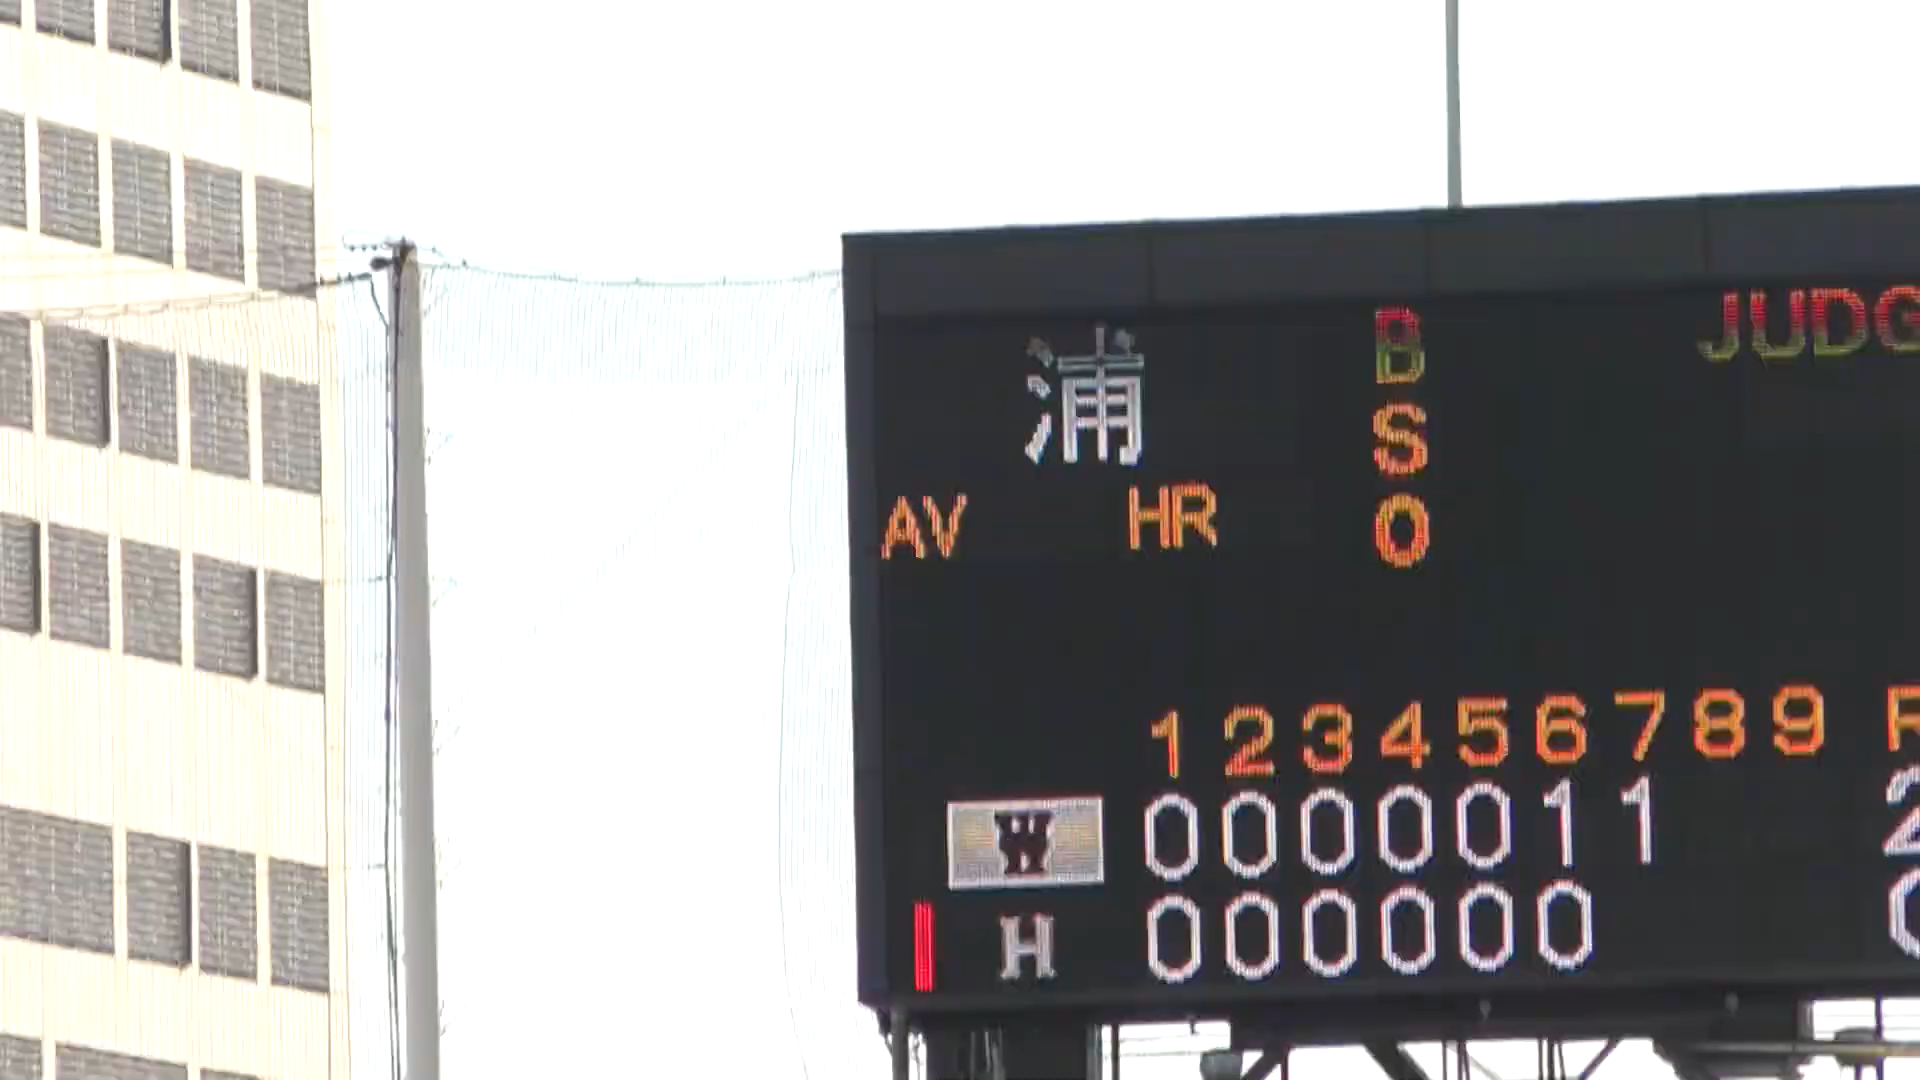 浦
B
JUDG
S
AV HR
O
1 2 3 4 5 6 7 8 9 R
W 0 0 0 0 0 1 1 2
H 0 0 0 0 0 0 0